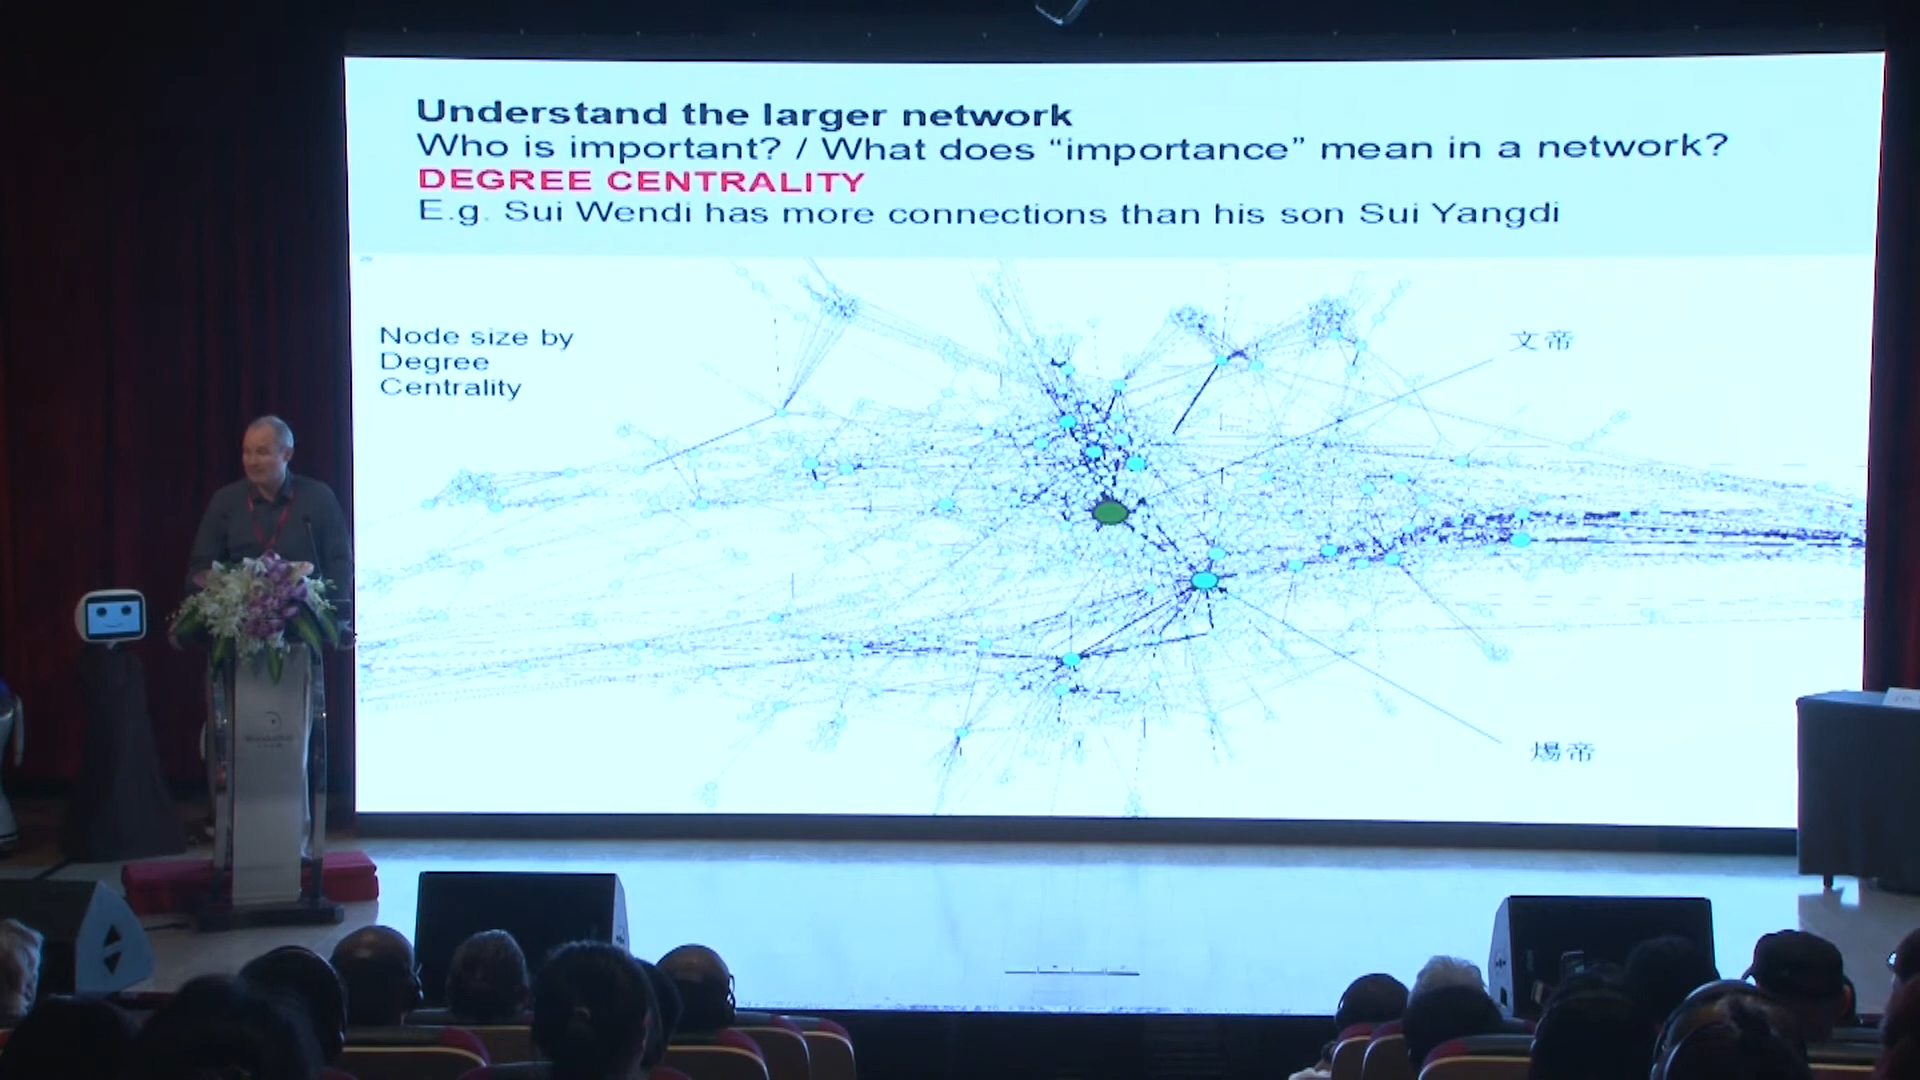 Understand the larger network
Who is important? / What does “importance” mean in a network?
DEGREE CENTRALITY
E.g. Sui Wendi has more connections than his son Sui Yangdi
Node size by
Degree
Centrality
文帝
煬帝